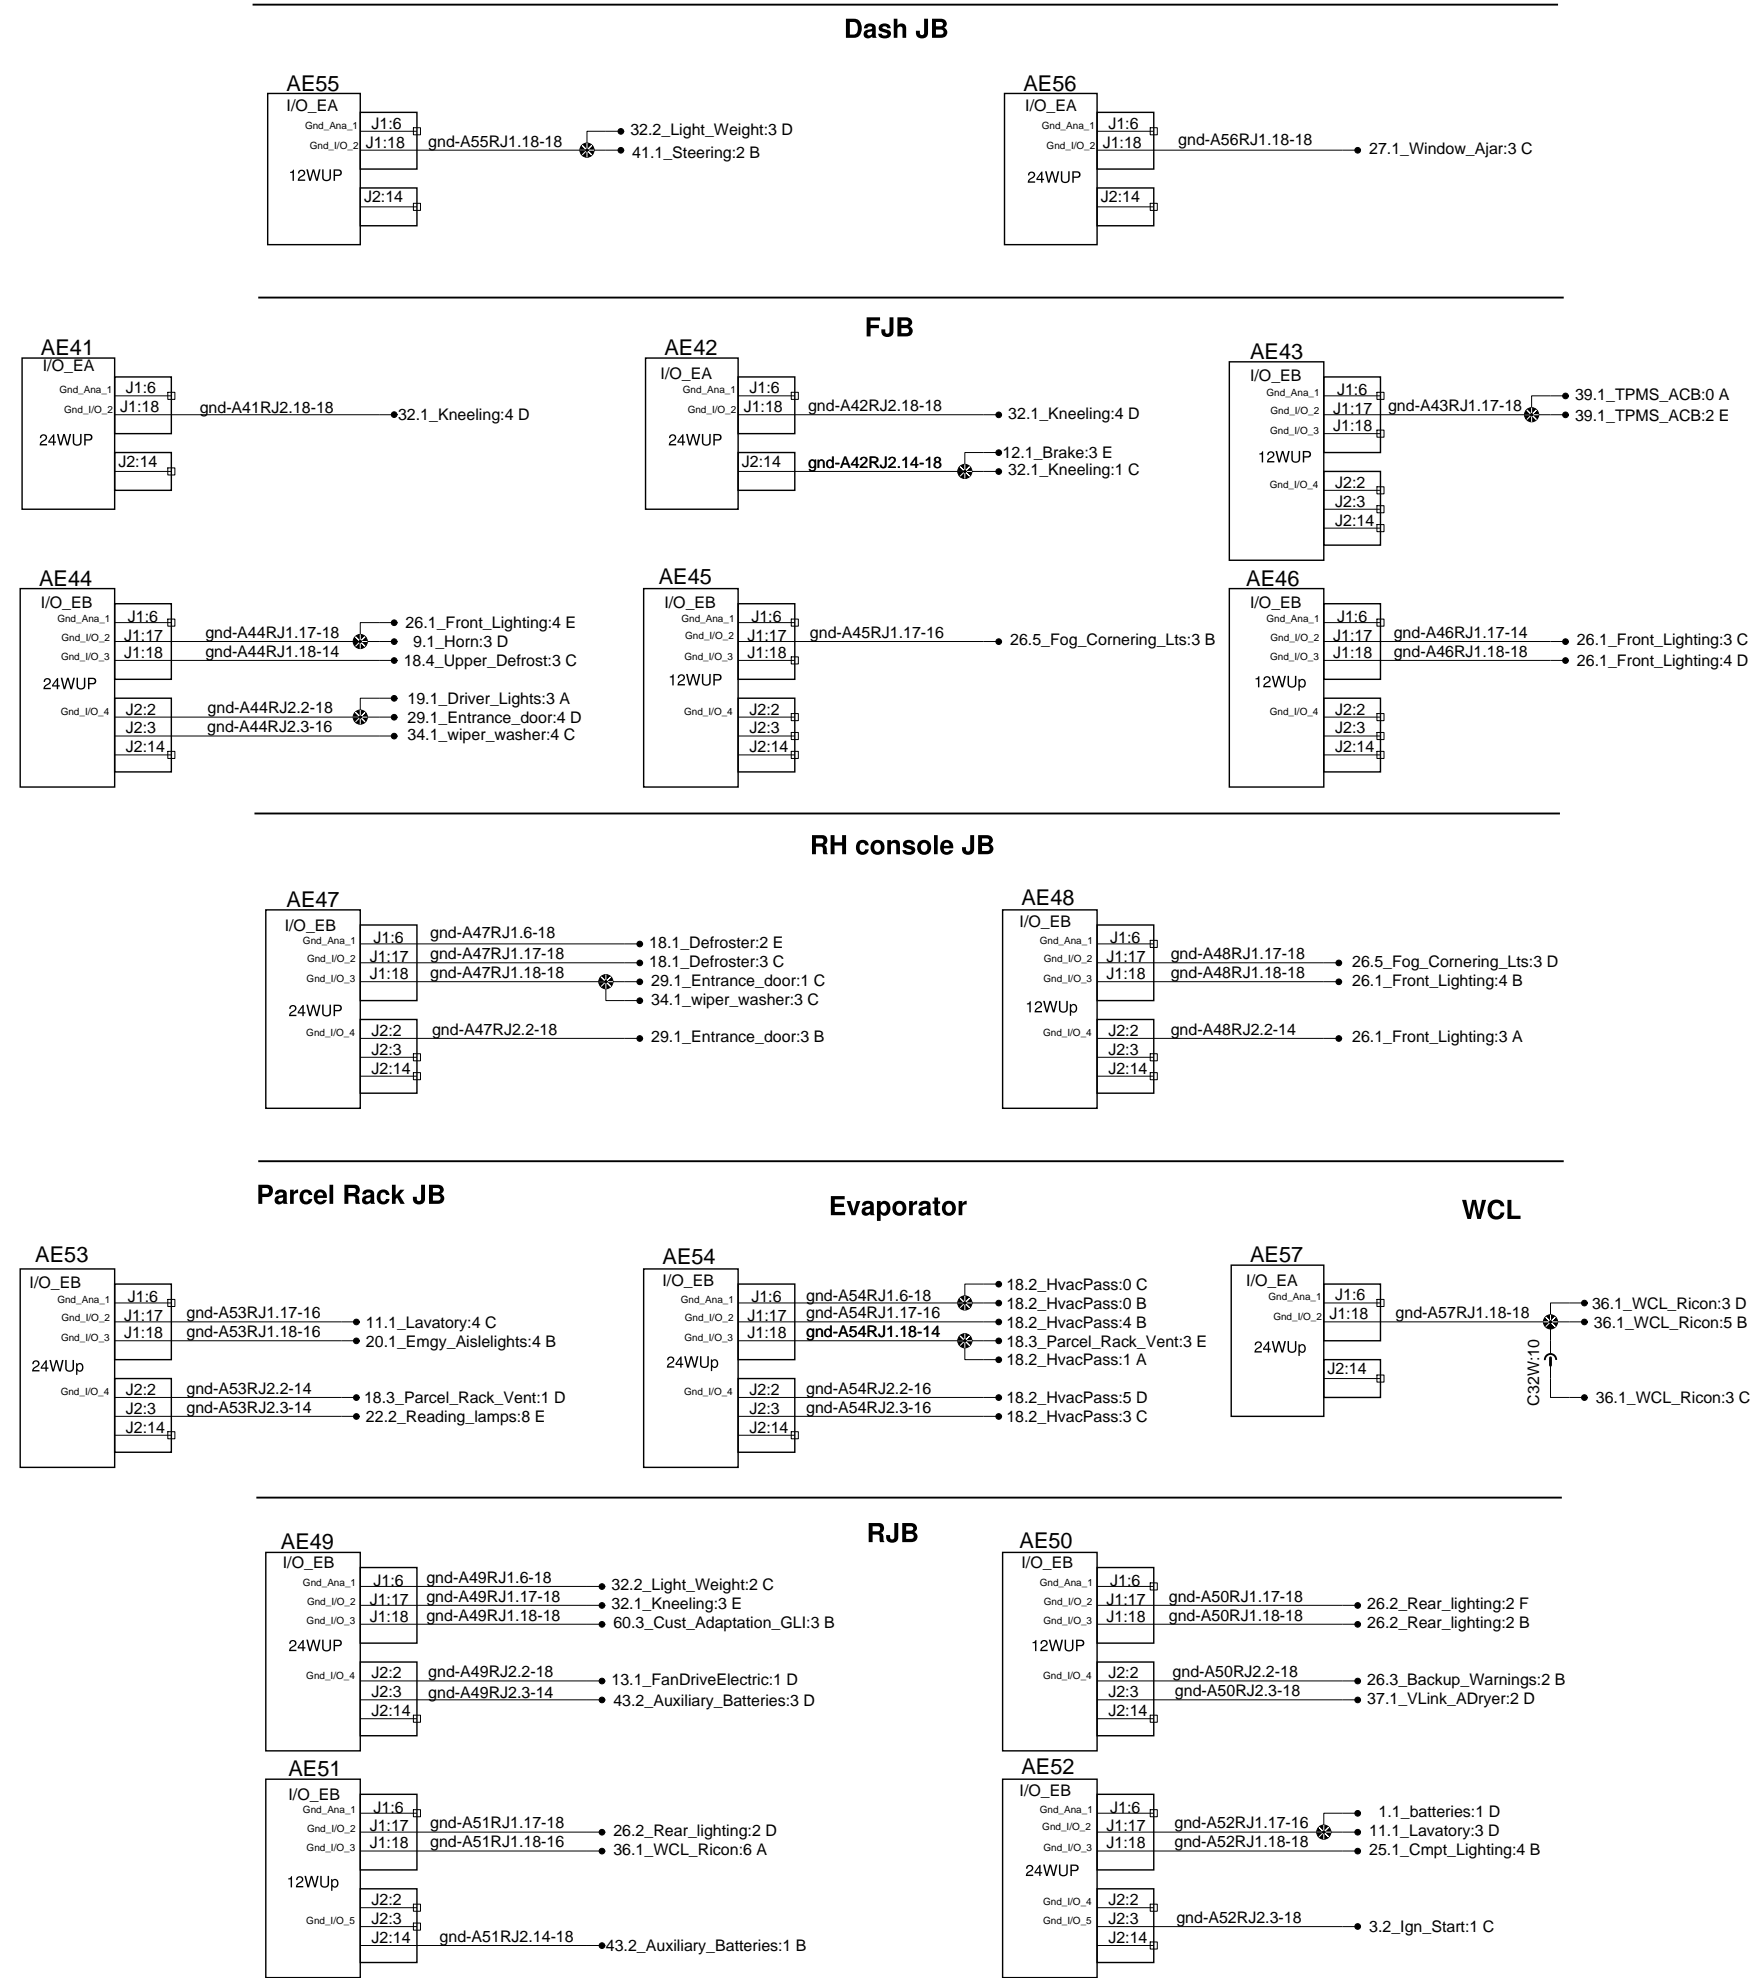 Dash JB
AE55
I/O_EA
Gnd_Ana_1 J1:6
Gnd_I/O_2 J1:18 gnd-A55RJ1.18-18
32.2_Light_Weight:3 D
41.1_Steering:2 B
12WUP
J2:14
AE56
I/O_EA
Gnd_Ana_1 J1:6
Gnd_I/O_2 J1:18 gnd-A56RJ1.18-18 27.1_Window_Ajar:3 C
24WUP
J2:14
FJB
AE41
I/O_EA
Gnd_Ana_1 J1:6
Gnd_I/O_2 J1:18 gnd-A41RJ2.18-18 32.1_Kneeling:4 D
24WUP
J2:14
AE42
I/O_EA
Gnd_Ana_1 J1:6
Gnd_I/O_2 J1:18 gnd-A42RJ2.18-18 32.1_Kneeling:4 D
24WUP
J2:14 gnd-A42RJ2.14-18
12.1_Brake:3 E
32.1_Kneeling:1 C
AE43
I/O_EB
Gnd_Ana_1 J1:6
Gnd_I/O_2 J1:17 gnd-A43RJ1.17-18
39.1_TPMS_ACB:0 A
39.1_TPMS_ACB:2 E
Gnd_I/O_3 J1:18
12WUP
Gnd_I/O_4 J2:2
J2:3
J2:14
AE44
I/O_EB
Gnd_Ana_1 J1:6
Gnd_I/O_2 J1:17 gnd-A44RJ1.17-18
26.1_Front_Lighting:4 E
9.1_Horn:3 D
Gnd_I/O_3 J1:18 gnd-A44RJ1.18-14 18.4_Upper_Defrost:3 C
24WUP
Gnd_I/O_4 J2:2 gnd-A44RJ2.2-18
19.1_Driver_Lights:3 A
29.1_Entrance_door:4 D
J2:3 gnd-A44RJ2.3-16 34.1_wiper_washer:4 C
J2:14
AE45
I/O_EB
Gnd_Ana_1 J1:6
Gnd_I/O_2 J1:17 gnd-A45RJ1.17-16 26.5_Fog_Cornering_Lts:3 B
Gnd_I/O_3 J1:18
12WUP
Gnd_I/O_4 J2:2
J2:3
J2:14
AE46
I/O_EB
Gnd_Ana_1 J1:6
Gnd_I/O_2 J1:17 gnd-A46RJ1.17-14 26.1_Front_Lighting:3 C
Gnd_I/O_3 J1:18 gnd-A46RJ1.18-18 26.1_Front_Lighting:4 D
12WUp
Gnd_I/O_4 J2:2
J2:3
J2:14
RH console JB
AE47
I/O_EB
Gnd_Ana_1 J1:6 gnd-A47RJ1.6-18 18.1_Defroster:2 E
Gnd_I/O_2 J1:17 gnd-A47RJ1.17-18 18.1_Defroster:3 C
Gnd_I/O_3 J1:18 gnd-A47RJ1.18-18 29.1_Entrance_door:1 C
34.1_wiper_washer:3 C
24WUP
Gnd_I/O_4 J2:2 gnd-A47RJ2.2-18 29.1_Entrance_door:3 B
J2:3
J2:14
AE48
I/O_EB
Gnd_Ana_1 J1:6
Gnd_I/O_2 J1:17 gnd-A48RJ1.17-18 26.5_Fog_Cornering_Lts:3 D
Gnd_I/O_3 J1:18 gnd-A48RJ1.18-18 26.1_Front_Lighting:4 B
12WUp
Gnd_I/O_4 J2:2 gnd-A48RJ2.2-14 26.1_Front_Lighting:3 A
J2:3
J2:14
Parcel Rack JB
AE53
I/O_EB
Gnd_Ana_1 J1:6
Gnd_I/O_2 J1:17 gnd-A53RJ1.17-16 11.1_Lavatory:4 C
Gnd_I/O_3 J1:18 gnd-A53RJ1.18-16 20.1_Emgy_Aislelights:4 B
24WUp
Gnd_I/O_4 J2:2 gnd-A53RJ2.2-14 18.3_Parcel_Rack_Vent:1 D
J2:3 gnd-A53RJ2.3-14 22.2_Reading_lamps:8 E
J2:14
Evaporator
AE54
I/O_EB
18.2_HvacPass:0 C
Gnd_Ana_1 J1:6 gnd-A54RJ1.6-18 18.2_HvacPass:0 B
Gnd_I/O_2 J1:17 gnd-A54RJ1.17-16 18.2_HvacPass:4 B
Gnd_I/O_3 J1:18 gnd-A54RJ1.18-14 18.3_Parcel_Rack_Vent:3 E
18.2_HvacPass:1 A
24WUp
Gnd_I/O_4 J2:2 gnd-A54RJ2.2-16 18.2_HvacPass:5 D
J2:3 gnd-A54RJ2.3-16 18.2_HvacPass:3 C
J2:14
WCL
AE57
I/O_EA
Gnd_Ana_1 J1:6
36.1_WCL_Ricon:3 D
Gnd_I/O_2 J1:18 gnd-A57RJ1.18-18 36.1_WCL_Ricon:5 B
24WUp
J2:14
C32W:10
36.1_WCL_Ricon:3 C
RJB
AE49
I/O_EB
Gnd_Ana_1 J1:6 gnd-A49RJ1.6-18 32.2_Light_Weight:2 C
Gnd_I/O_2 J1:17 gnd-A49RJ1.17-18 32.1_Kneeling:3 E
Gnd_I/O_3 J1:18 gnd-A49RJ1.18-18 60.3_Cust_Adaptation_GLI:3 B
24WUP
Gnd_I/O_4 J2:2 gnd-A49RJ2.2-18 13.1_FanDriveElectric:1 D
J2:3 gnd-A49RJ2.3-14 43.2_Auxiliary_Batteries:3 D
J2:14
AE50
I/O_EB
Gnd_Ana_1 J1:6
Gnd_I/O_2 J1:17 gnd-A50RJ1.17-18 26.2_Rear_lighting:2 F
Gnd_I/O_3 J1:18 gnd-A50RJ1.18-18 26.2_Rear_lighting:2 B
12WUP
Gnd_I/O_4 J2:2 gnd-A50RJ2.2-18 26.3_Backup_Warnings:2 B
J2:3 gnd-A50RJ2.3-18 37.1_VLink_ADryer:2 D
J2:14
AE51
I/O_EB
Gnd_Ana_1 J1:6
Gnd_I/O_2 J1:17 gnd-A51RJ1.17-18 26.2_Rear_lighting:2 D
Gnd_I/O_3 J1:18 gnd-A51RJ1.18-16 36.1_WCL_Ricon:6 A
12WUp
J2:2
Gnd_I/O_5 J2:3
J2:14 gnd-A51RJ2.14-18 43.2_Auxiliary_Batteries:1 B
AE52
I/O_EB
Gnd_Ana_1 J1:6
1.1_batteries:1 D
Gnd_I/O_2 J1:17 gnd-A52RJ1.17-16 11.1_Lavatory:3 D
Gnd_I/O_3 J1:18 gnd-A52RJ1.18-18 25.1_Cmpt_Lighting:4 B
24WUP
Gnd_I/O_4 J2:2
Gnd_I/O_5 J2:3 gnd-A52RJ2.3-18 3.2_Ign_Start:1 C
J2:14